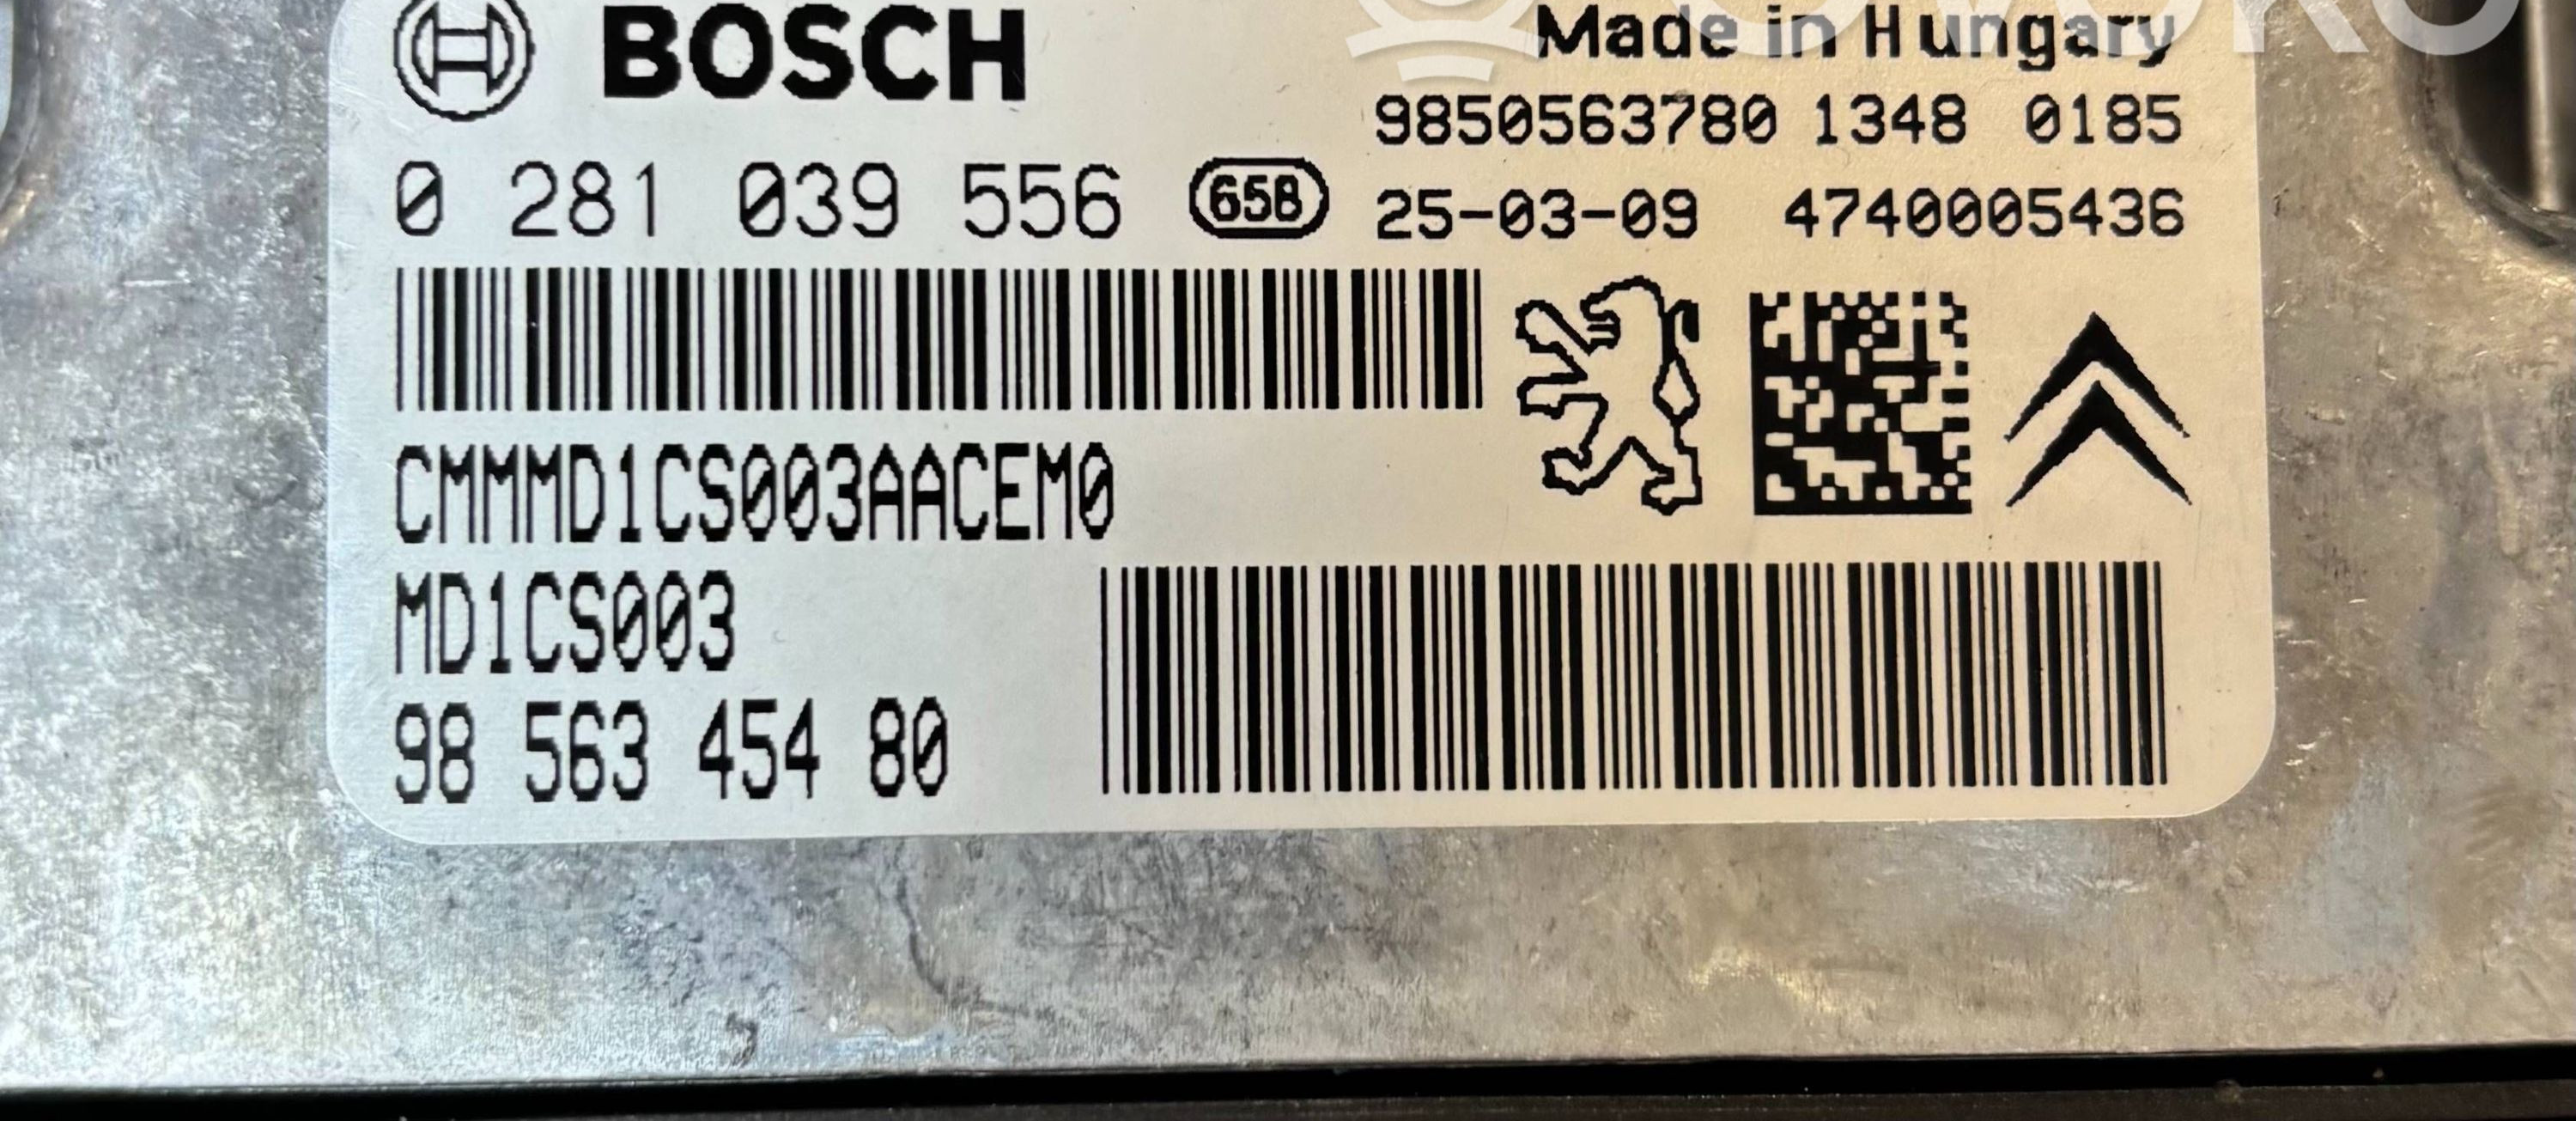 BOSCH
Made in Hungary
9850563780 1348 0185
0 281 039 556 65B 25-03-09 4740005436
CMMMD1CS003AACEM0
MD1CS003
98 563 454 80